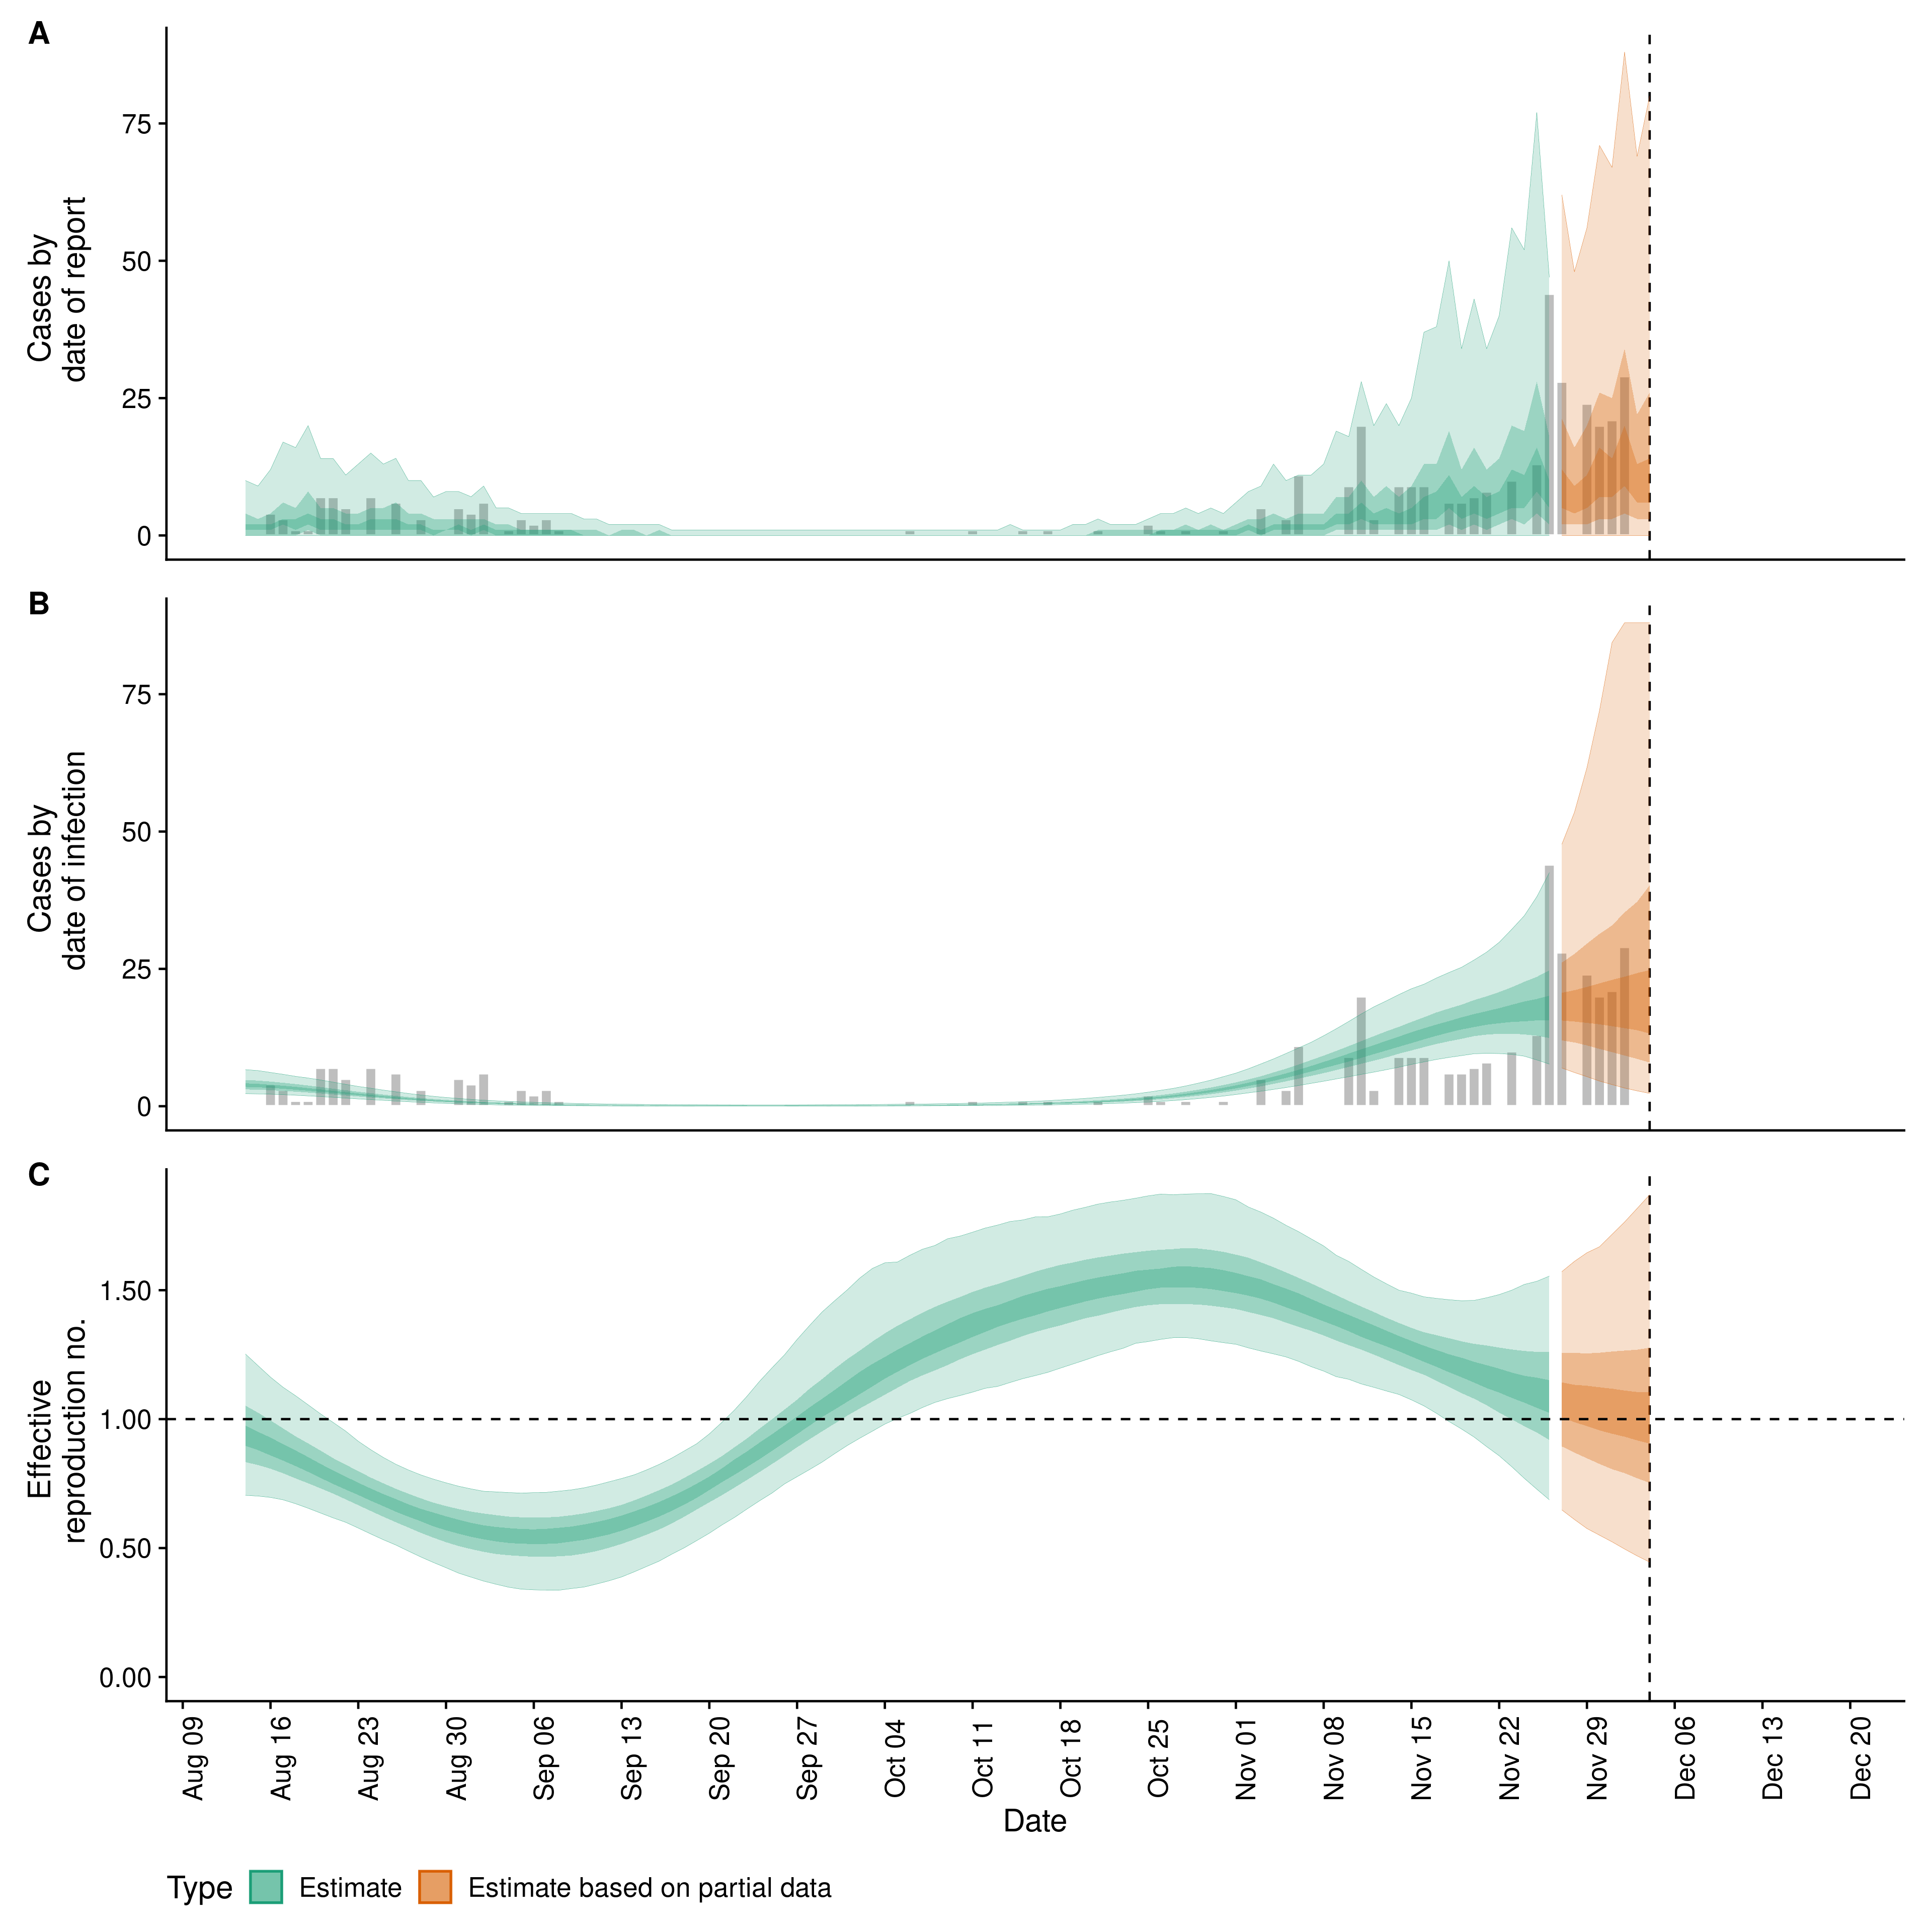 A
Cases by
date of report
75
50
25
0
B
Cases by
date of infection
75
50
25
0
C
Effective
reproduction no.
1.50
1.00
0.50
0.00
Aug 09
Aug 16
Aug 23
Aug 30
Sep 06
Sep 13
Sep 20
Sep 27
Oct 04
Oct 11
Oct 18
Oct 25
Nov 01
Nov 08
Nov 15
Nov 22
Nov 29
Dec 06
Dec 13
Dec 20
Date
Type Estimate Estimate based on partial data